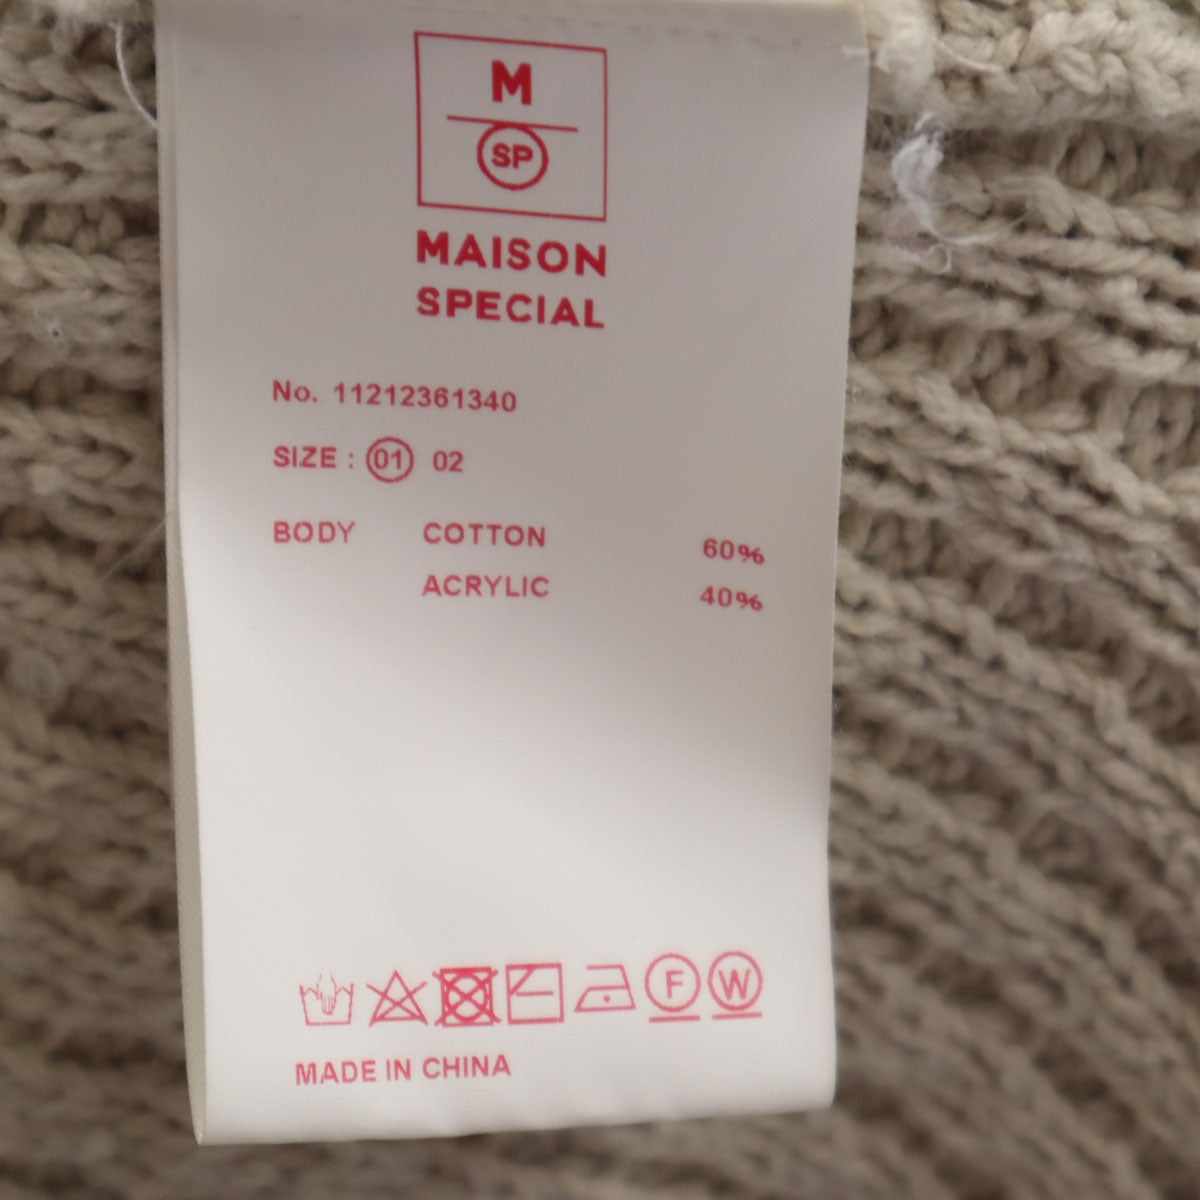 M
SP
MAISON
SPECIAL
No. 11212361340
SIZE : 01 02
BODY COTTON 60%
ACRYLIC 40%
F W
MADE IN CHINA